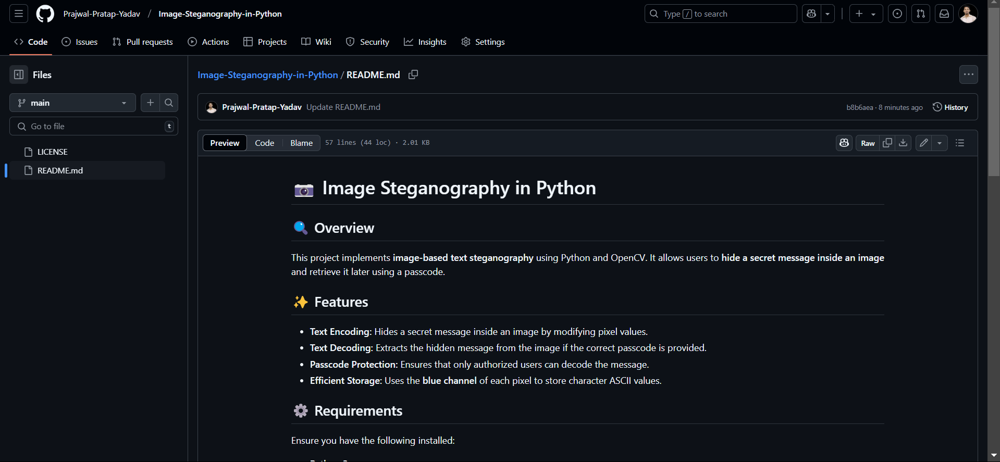 Prajwal-Pratap-Yadav / Image-Steganography-in-Python
Type / to search
Code Issues Pull requests Actions Projects Wiki Security Insights Settings
Files
main
Go to file
t
LICENSE
README.md
Image-Steganography-in-Python / README.md
Prajwal-Pratap-Yadav Update README.md
b8b6aea · 8 minutes ago
History
Preview Code Blame 57 lines (44 loc) · 2.01 KB
Raw
Image Steganography in Python
Overview
This project implements image-based text steganography using Python and OpenCV. It allows users to hide a secret message inside an image
and retrieve it later using a passcode.
Features
• Text Encoding: Hides a secret message inside an image by modifying pixel values.
• Text Decoding: Extracts the hidden message from the image if the correct passcode is provided.
• Passcode Protection: Ensures that only authorized users can decode the message.
• Efficient Storage: Uses the blue channel of each pixel to store character ASCII values.
Requirements
Ensure you have the following installed: